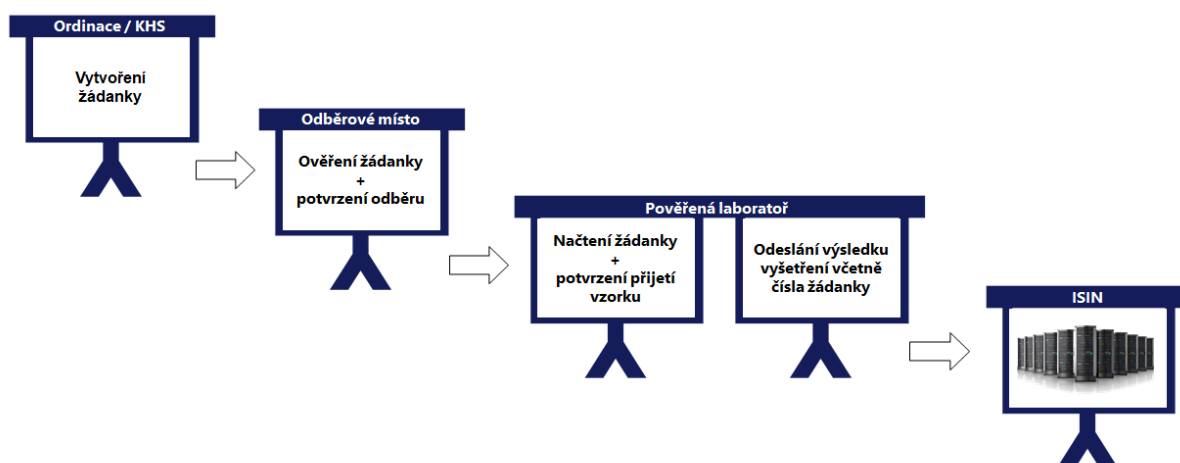 Ordinace / KHS
Vytvoření
žádanky
Odběrové místo
Ověření žádanky
+
potvrzení odběru
Pověřená laboratoř
Načtení žádanky
+
potvrzení přijetí
vzorku
Odeslání výsledku
vyšetření včetně
čísla žádanky
ISIN